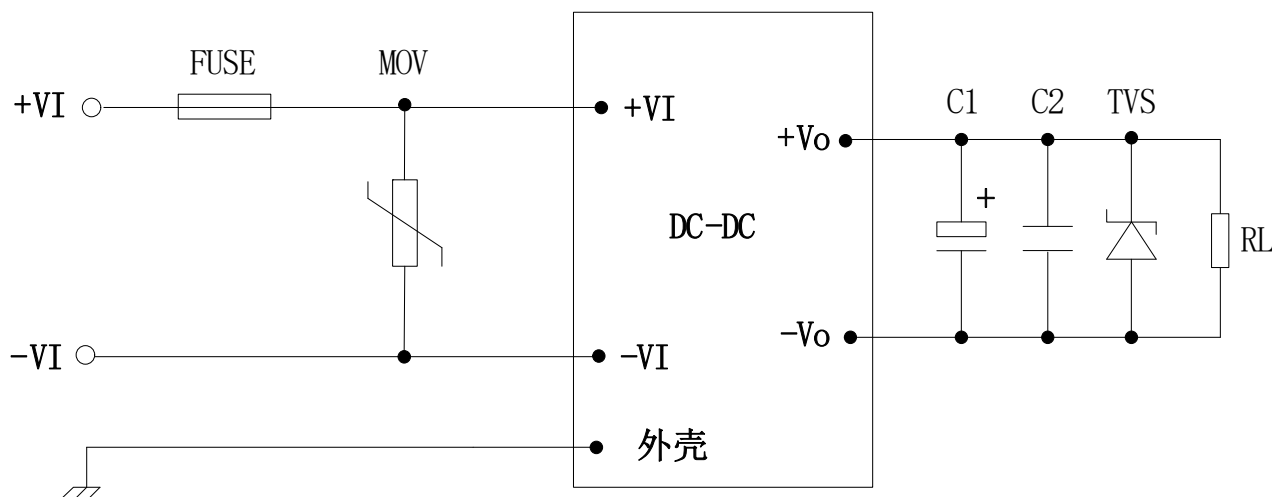 FUSE
MOV
+VI
+VI
C1
C2
TVS
+Vo
+
DC-DC
RL
-Vo
-VI
-VI
外壳